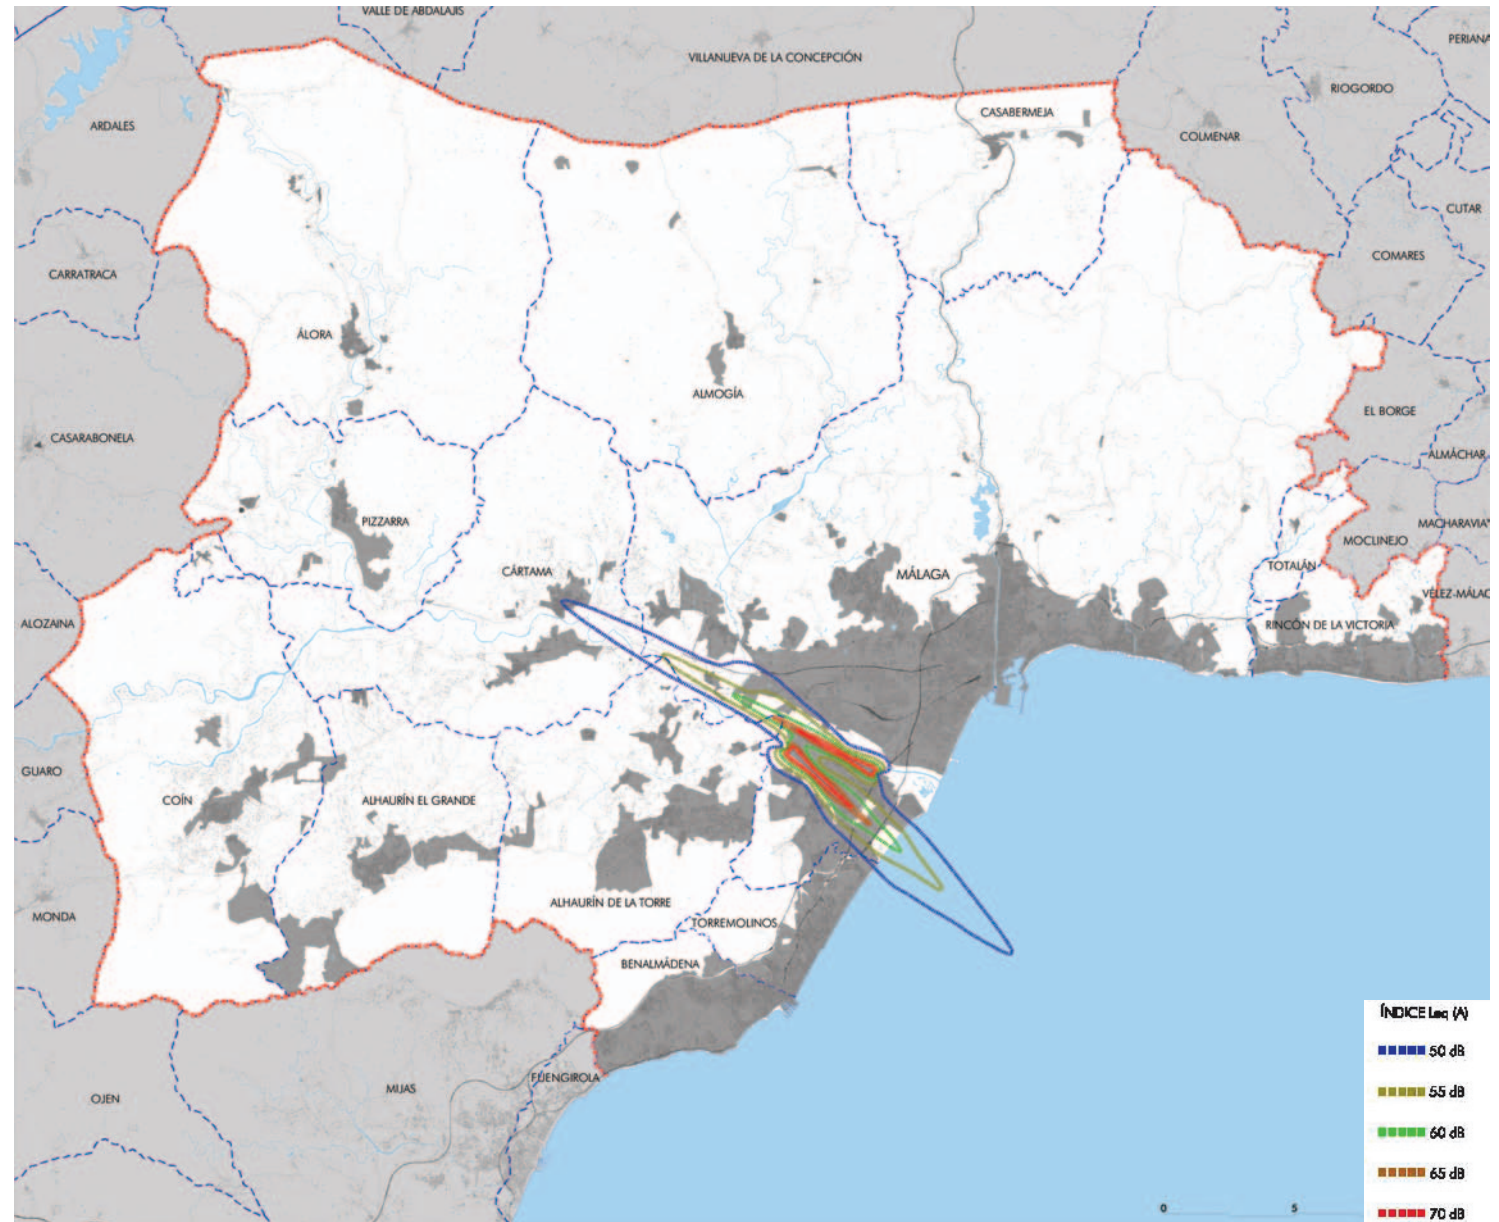 VALLE DE ABDALAJIS
PERIANA
VILLANUEVA DE LA CONCEPCIÓN
RIOGORDO
CASABERMEJA
ARDALES
COLMENAR
CUTAR
COMARES
CARRATRACA
ÁLORA
ALMOGÍA
EL BORGE
CASARABONELA
ALMÁCHAR
PIZZARRA
MACHARAVIAY
MOCLINEJO
TOTALÁN
CÁRTAMA
MÁLAGA
VÉLEZ-MÁLAG
ALOZAINA
RINCÓN DE LA VICTORIA
GUARO
COÍN
ALHAURÍN EL GRANDE
ALHAURÍN DE LA TORRE
MONDA
TORREMOLINOS
BENALMÁDENA
ÍNDICE Leq (A)
50 dB
FUENGIROLA
MIJAS
OJEN
55 dB
60 dB
65 dB
0 5
70 dB